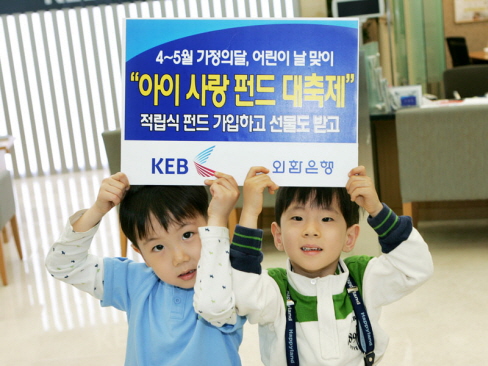 4~5월 가정의달, 어린이 날 맞이
“아이 사랑 펀드 대축제”
적립식 펀드 가입하고 선물도 받고
KEB 외환은행
Happyland